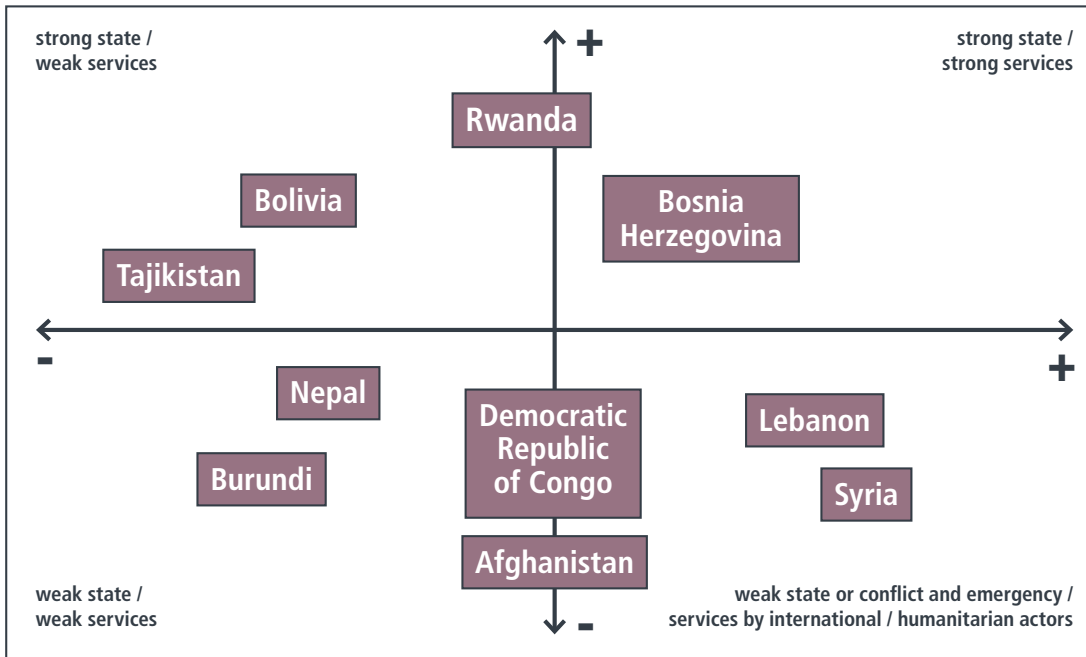 strong state /
weak services
+
strong state /
strong services
Rwanda
Bolivia
Bosnia
Herzegovina
Tajikistan
-
+
Nepal
Democratic
Republic
of Congo
Lebanon
Burundi
Syria
Afghanistan
weak state /
weak services
-
weak state or conflict and emergency /
services by international / humanitarian actors